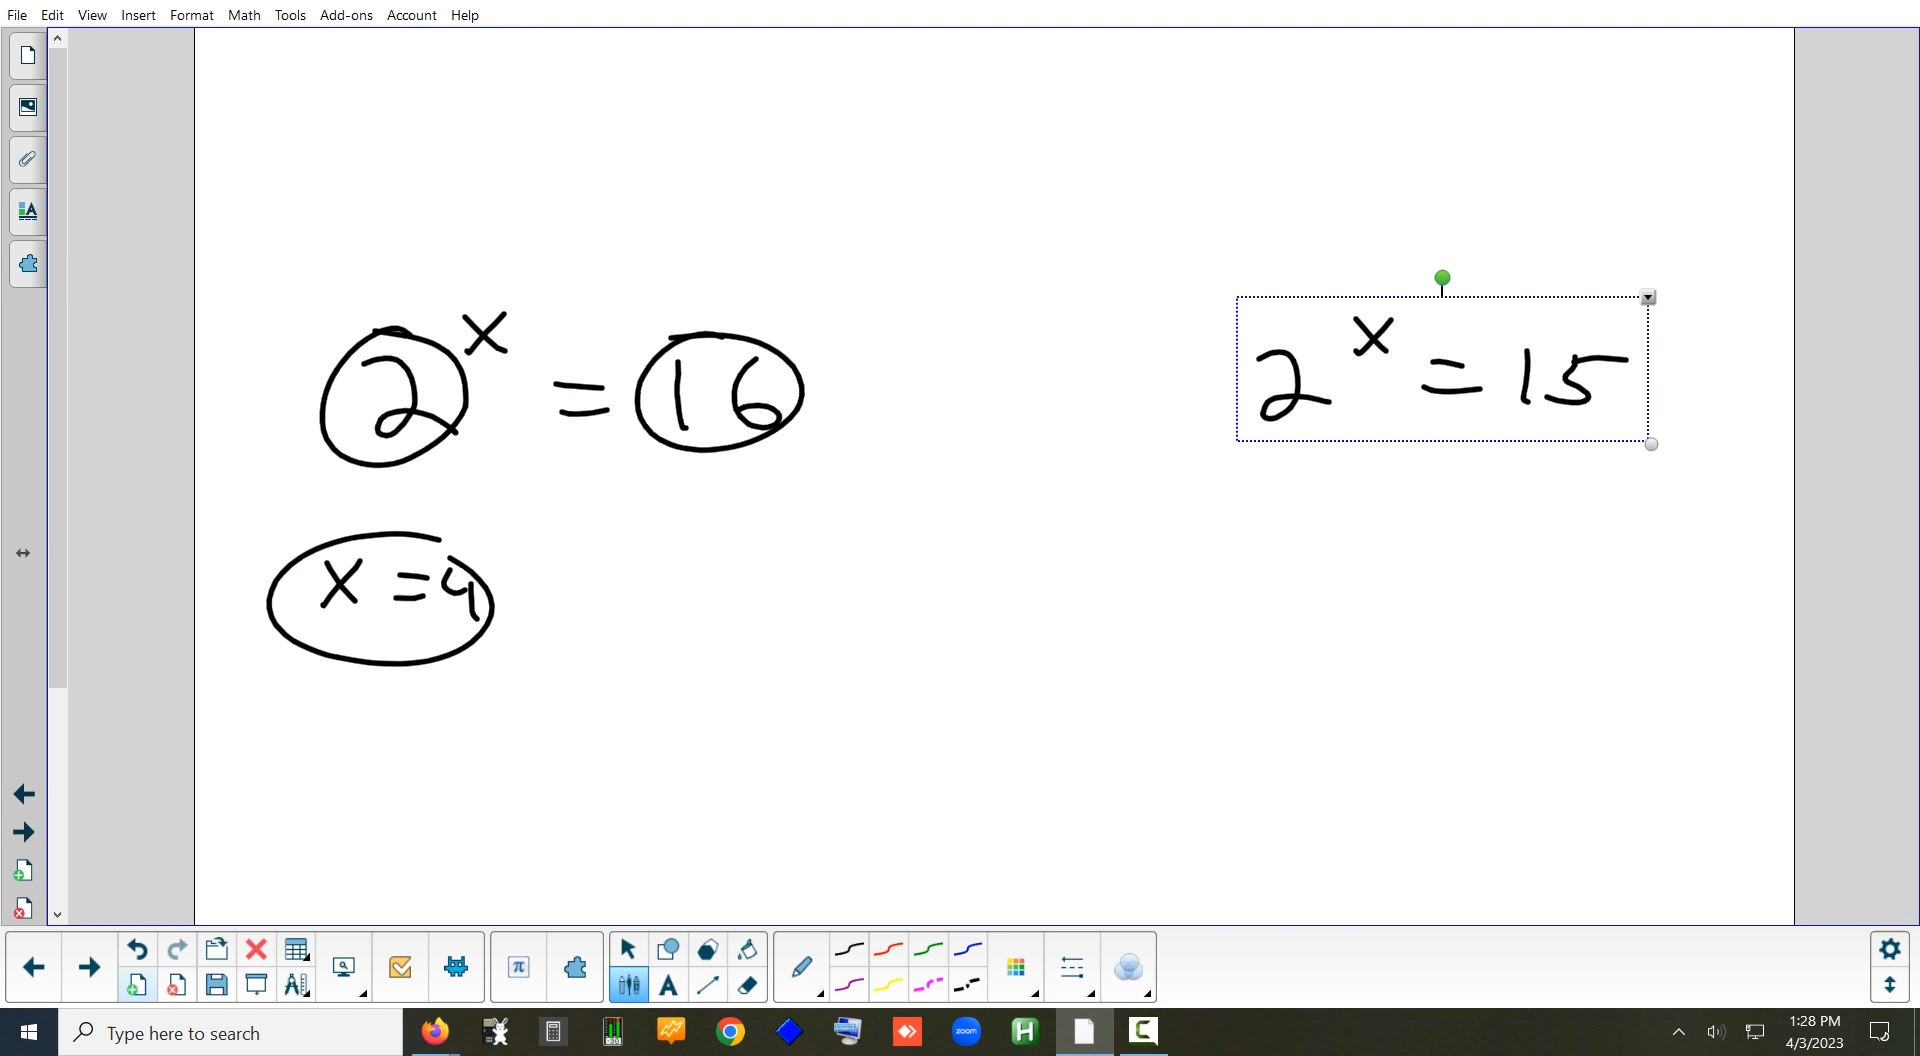 File Edit View Insert Format Math Tools Add-ons Account Help
2^x = 16
2^x = 15
x = 4
Type here to search
zoom
1:28 PM
4/3/2023